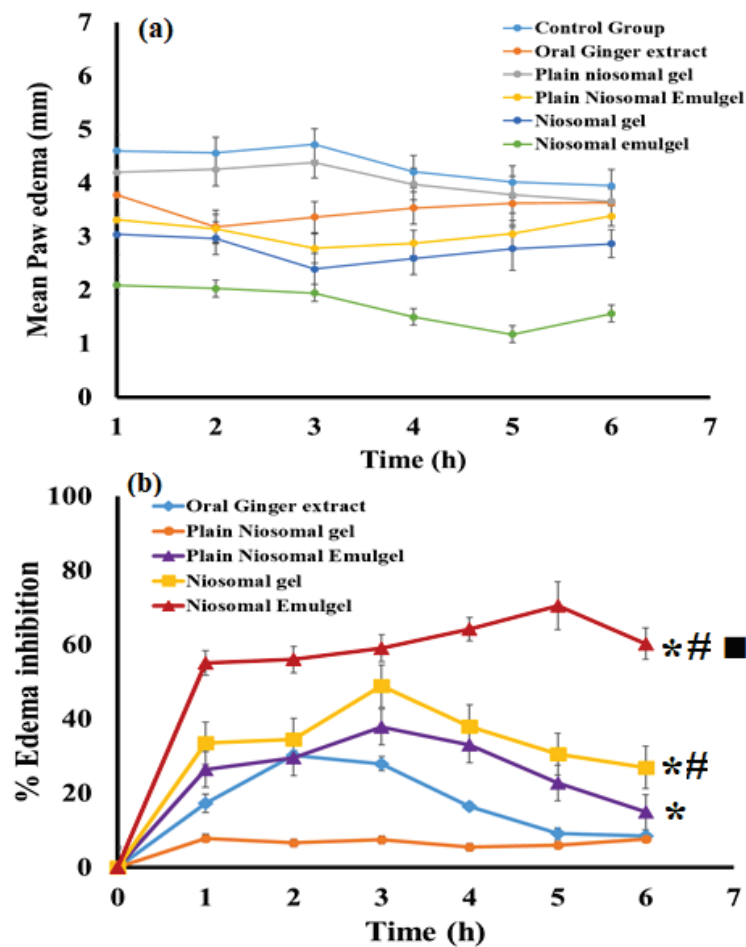 (a)
Control Group
Oral Ginger extract
Plain niosomal gel
Plain Niosomal Emulgel
Niosomal gel
Niosomal emulgel
Mean Paw edema (mm)
7
6
5
4
3
2
1
0
1 2 3 4 5 6 7
Time (h)
(b)
Oral Ginger extract
Plain Niosomal gel
Plain Niosomal Emulgel
Niosomal gel
Niosomal Emulgel
% Edema inhibition
100
80
60
40
20
0
*# ■
*#
*
0 1 2 3 4 5 6 7
Time (h)